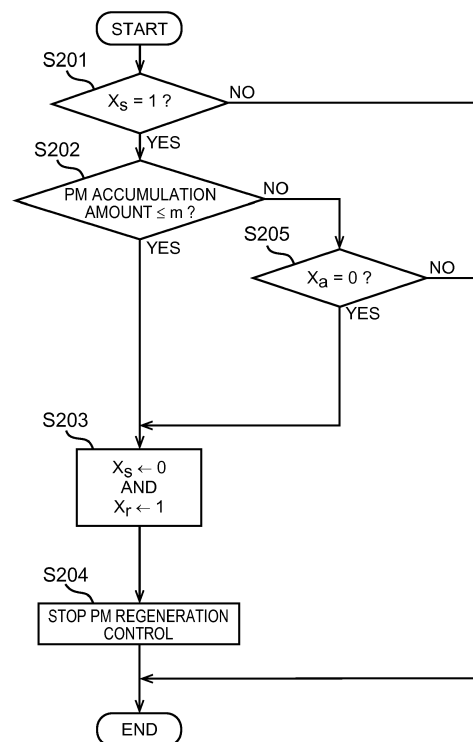 START
S201
Xs = 1 ?
NO
YES
S202
PM ACCUMULATION
AMOUNT ≤ m ?
NO
YES
S205
Xa = 0 ?
NO
YES
S203
Xs ← 0
AND
Xr ← 1
S204
STOP PM REGENERATION
CONTROL
END